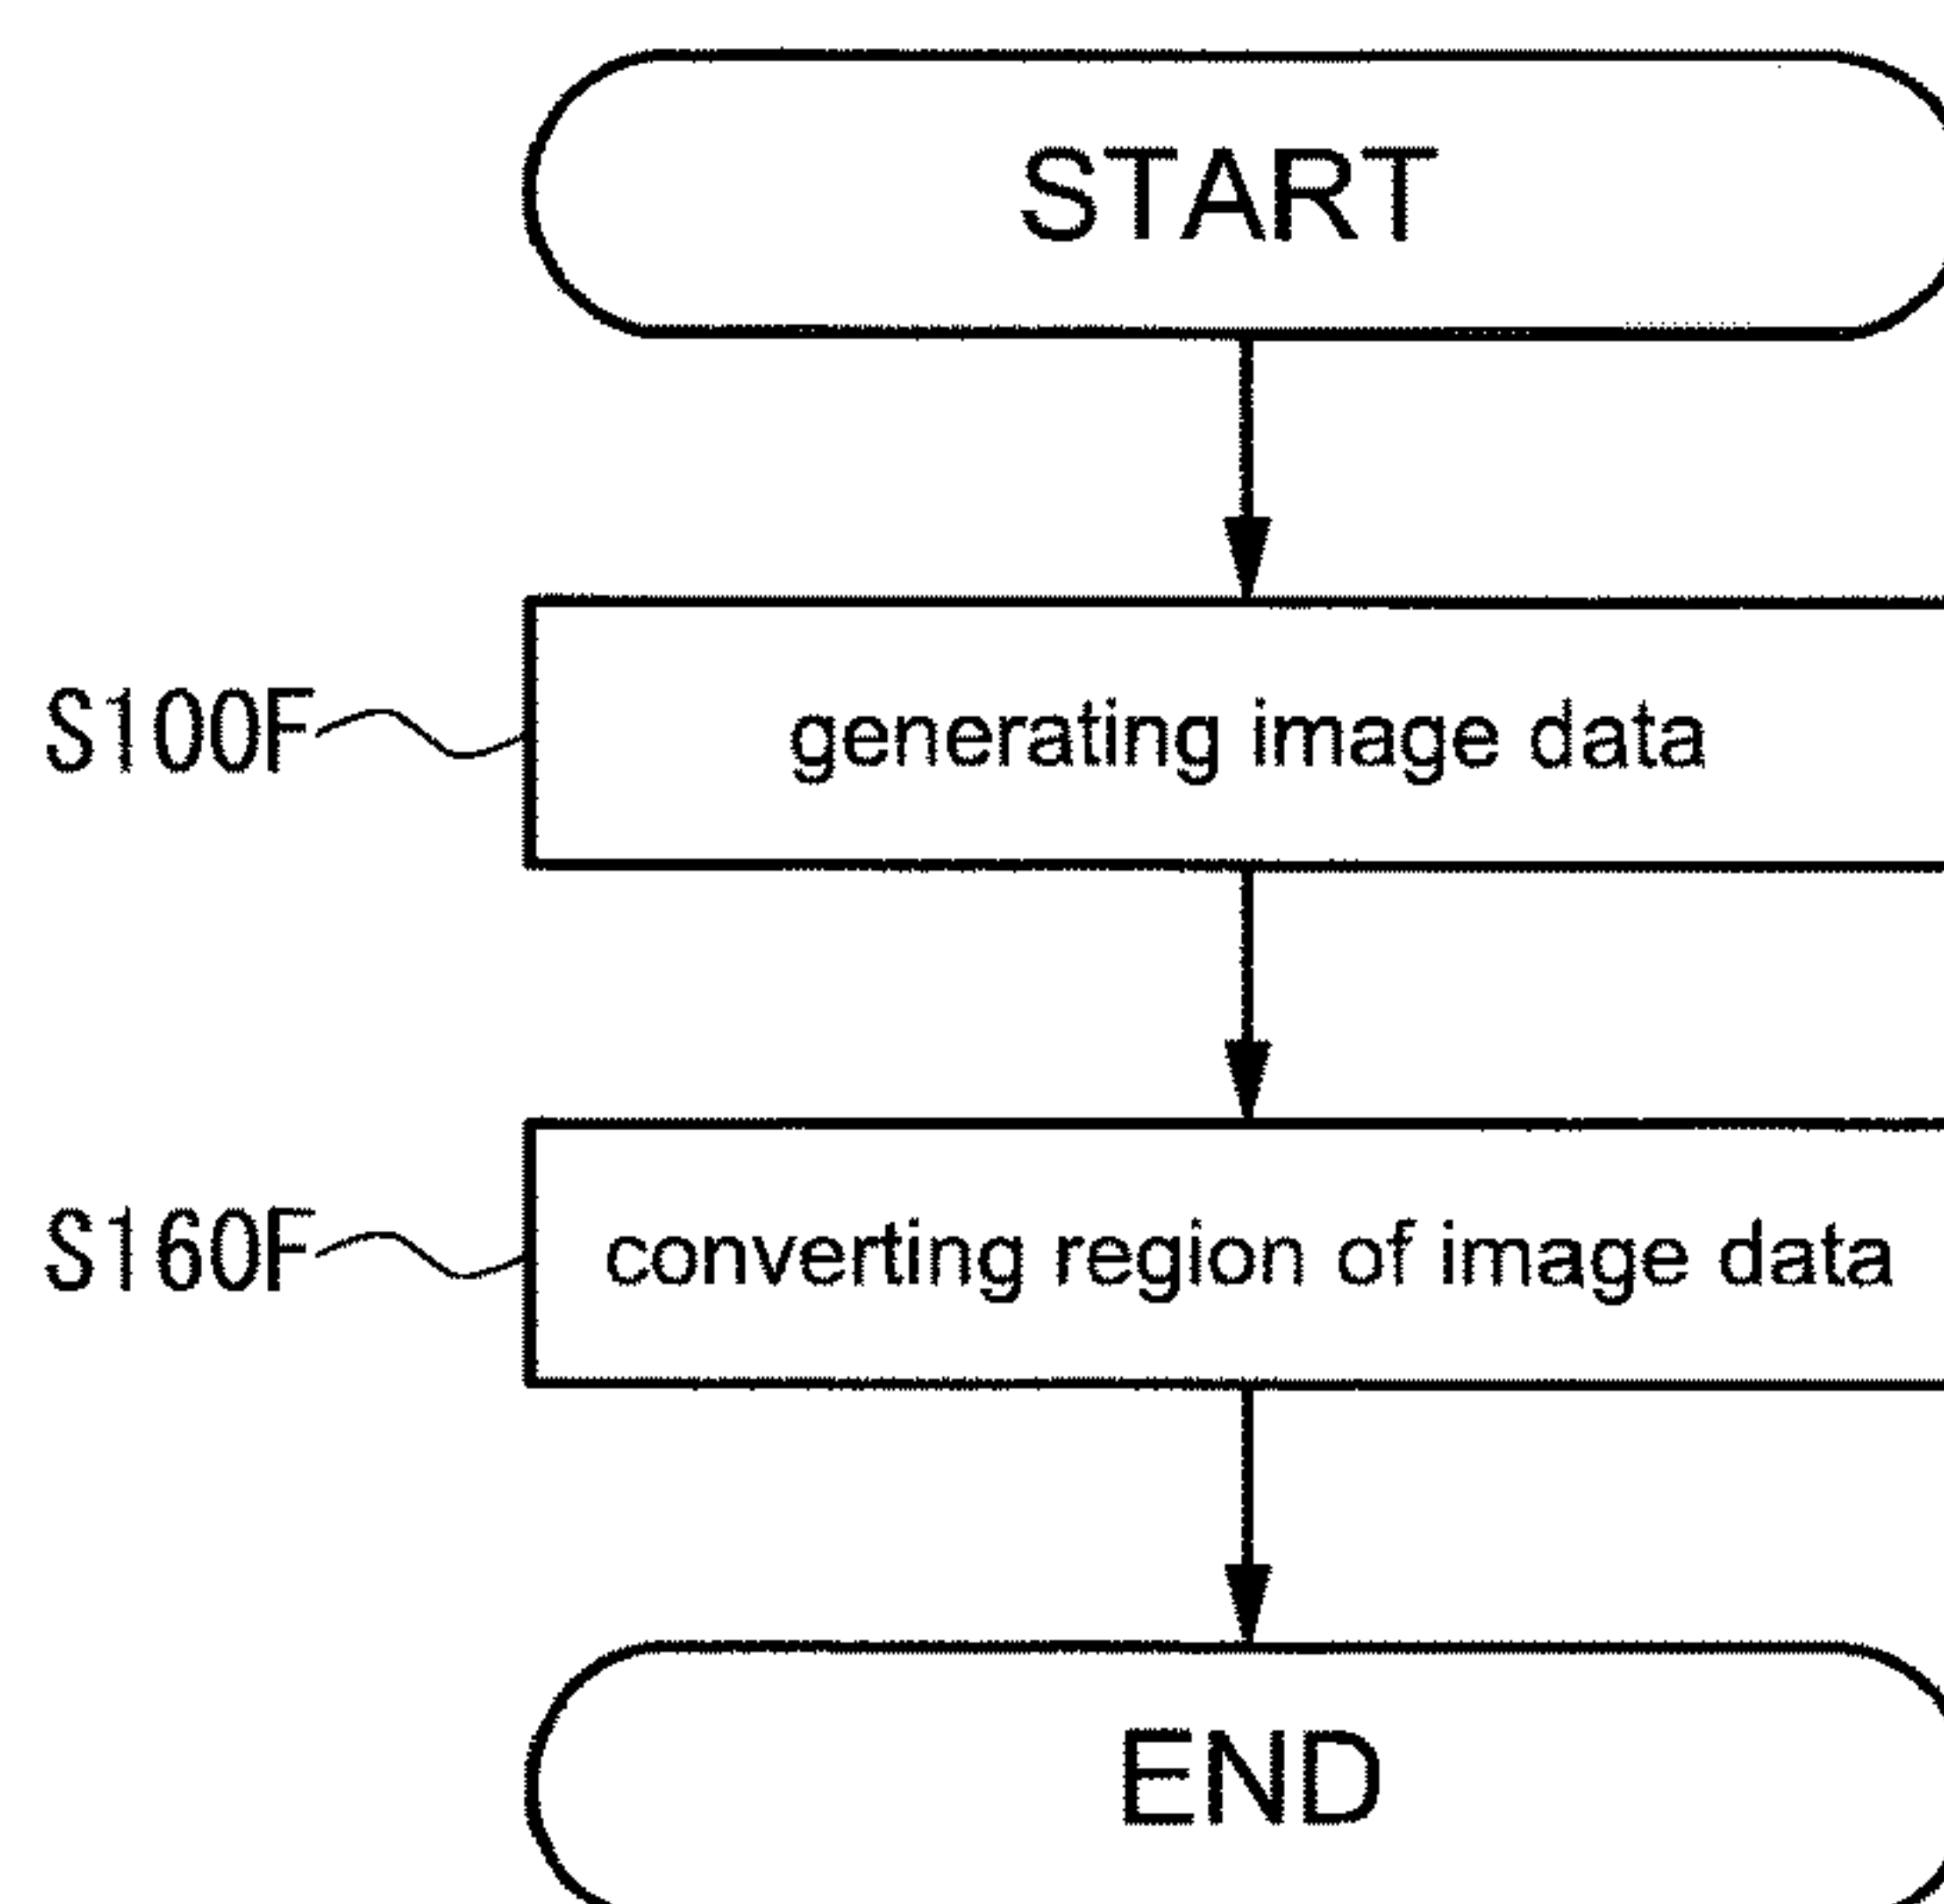 START
S100F generating image data
S160F converting region of image data
END